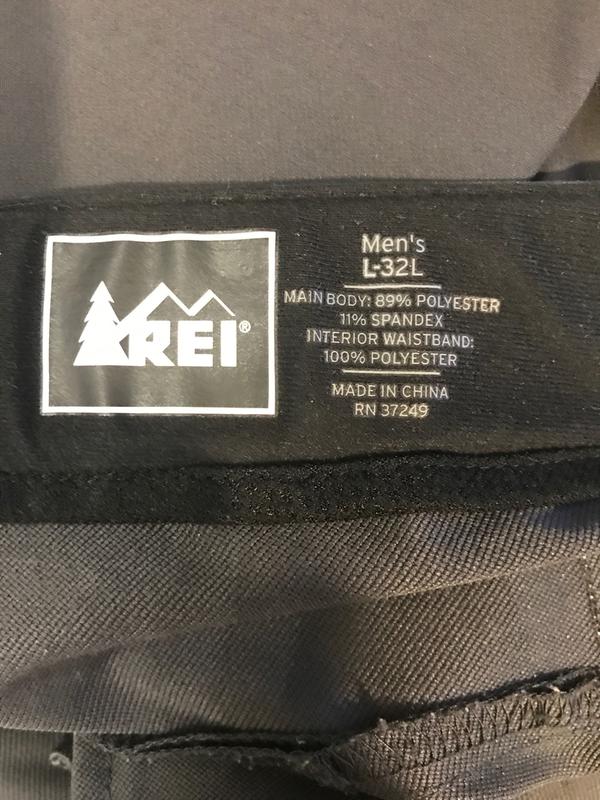 REI®
Men's
L-32L
MAIN BODY: 89% POLYESTER
11% SPANDEX
INTERIOR WAISTBAND:
100% POLYESTER
MADE IN CHINA
RN 37249